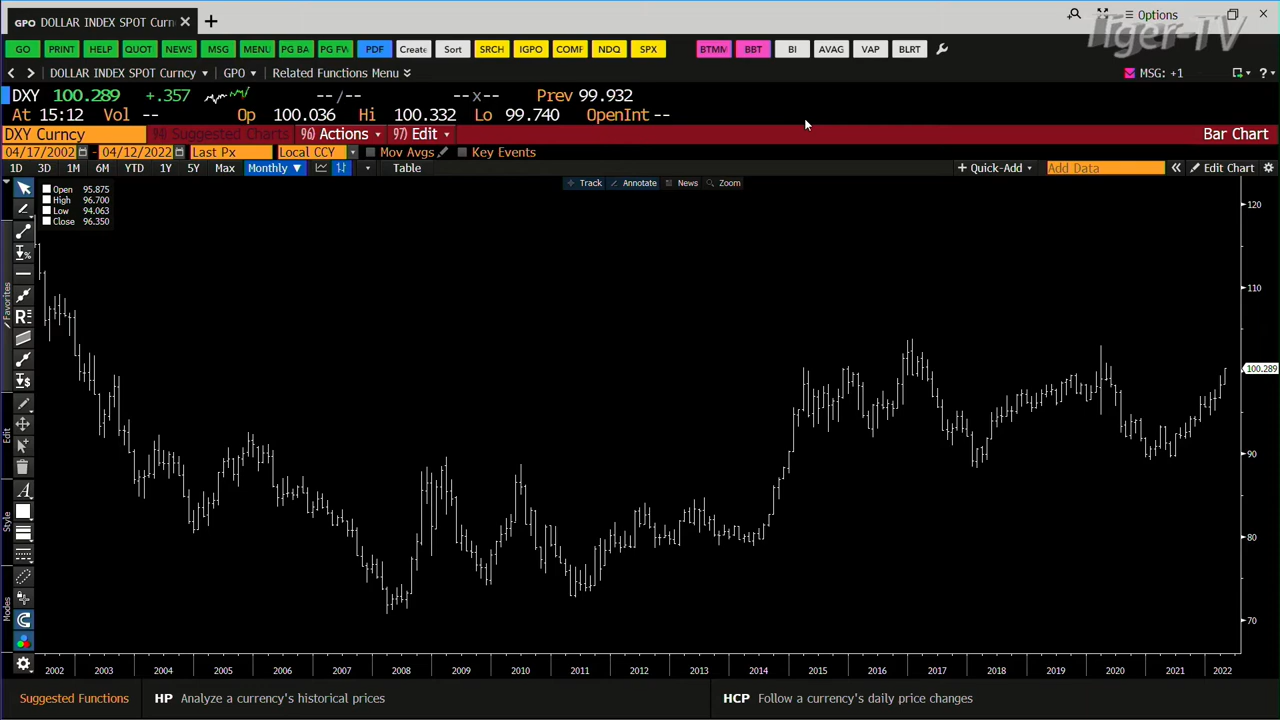 GPO DOLLAR INDEX SPOT Curn × +
Options
Tiger-TV
GO PRINT HELP QUOT NEWS MSG MENU PG BA PG FW PDF Create Sort SRCH IGPO COMF NDQ SPX BTMM BBT BI AVAG VAP BLRT
< > DOLLAR INDEX SPOT Curncy GPO Related Functions Menu MSG: +1 ?
DXY 100.289 +.357 --/-- --x-- Prev 99.932
At 15:12 Vol -- Op 100.036 Hi 100.332 Lo 99.740 OpenInt --
DXY Curncy 94) Suggested Charts 96) Actions 97) Edit Bar Chart
04/17/2002 - 04/12/2022 Last Px Local CCY Mov Avgs Key Events
1D 3D 1M 6M YTD 1Y 5Y Max Monthly Table + Quick-Add Add Data « Edit Chart
Track Annotate News Zoom
Open 95.875
High 96.700
Low 94.063
Close 96.350
Favorites
Edit
Style
Modes
120
110
100.289
90
80
70
2002 2003 2004 2005 2006 2007 2008 2009 2010 2011 2012 2013 2014 2015 2016 2017 2018 2019 2020 2021 2022
Suggested Functions HP Analyze a currency's historical prices HCP Follow a currency's daily price changes